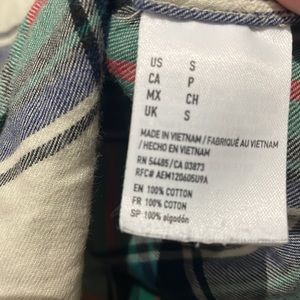 US S
CA P
MX CH
UK S
MADE IN VIETNAM / FABRIQUÉ AU VIETNAM
/ HECHO EN VIETNAM
RN 54485/CA 03873
RFC# AEM120605U9A
EN 100% COTTON
FR 100% COTON
SP 100% algodón